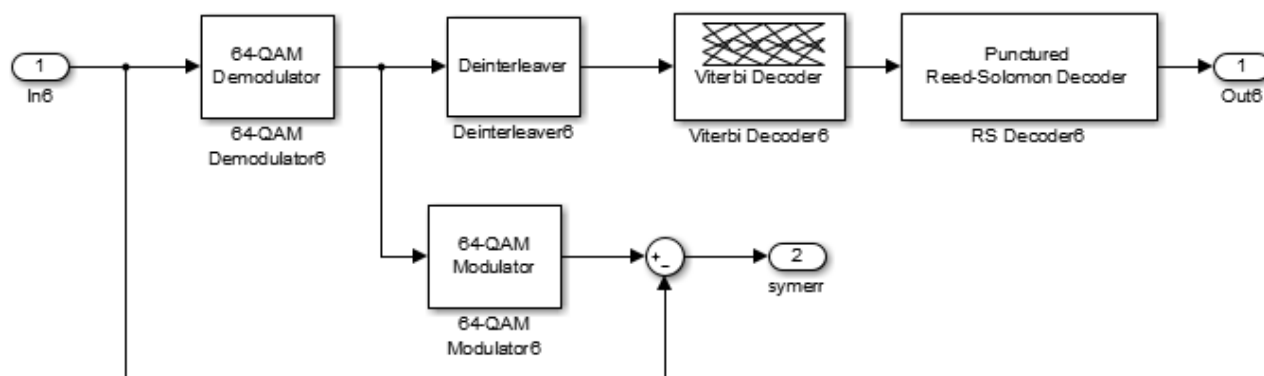 1
In6
64-QAM
Demodulator
64-QAM
Demodulator6
Deinterleaver
Deinterleaver6
Viterbi Decoder
Viterbi Decoder6
Punctured
Reed-Solomon Decoder
RS Decoder6
1
Out6
64-QAM
Modulator
64-QAM
Modulator6
+
−
2
symerr